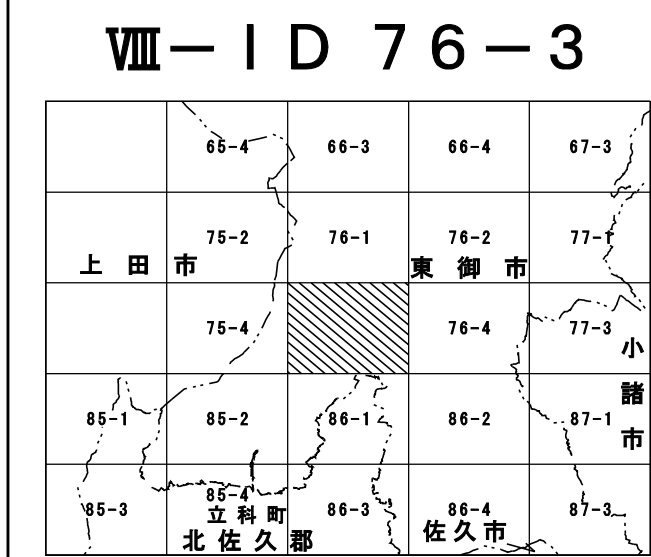 Ⅷ－ＩＤ ７６－３
65-4 66-3 66-4 67-3
75-2 76-1 76-2 77-1
上田市 東御市
75-4 76-4 77-3
小諸市
85-1 85-2 86-1 86-2 87-1
85-3 85-4 86-3 86-4 87-3
立科町
北佐久郡 佐久市